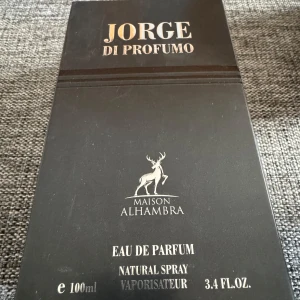 JORGE
DI PROFUMO
MAISON
ALHAMBRA
EAU DE PARFUM
NATURAL SPRAY
e 100ml VAPORISATEUR 3.4 FL.OZ.